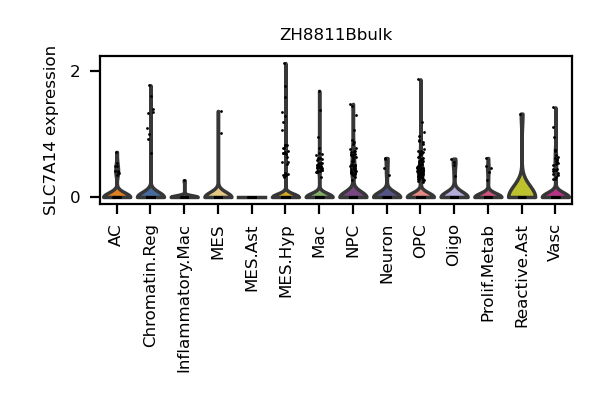 ZH8811Bbulk
SLC7A14 expression
2
0
AC
Chromatin.Reg
Inflammatory.Mac
MES
MES.Ast
MES.Hyp
Mac
NPC
Neuron
OPC
Oligo
Prolif.Metab
Reactive.Ast
Vasc